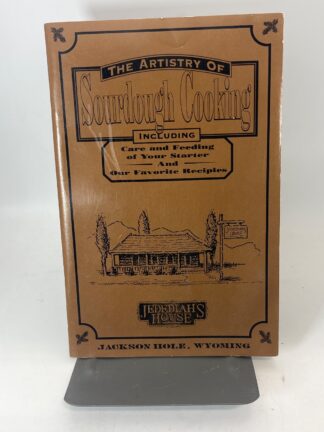 THE ARTISTRY OF
Sourdough Cooking
INCLUDING
Care and Feeding
of Your Starter
And
Our Favorite Recipies
JEDEDIAH'S
HOUSE
JACKSON HOLE, WYOMING